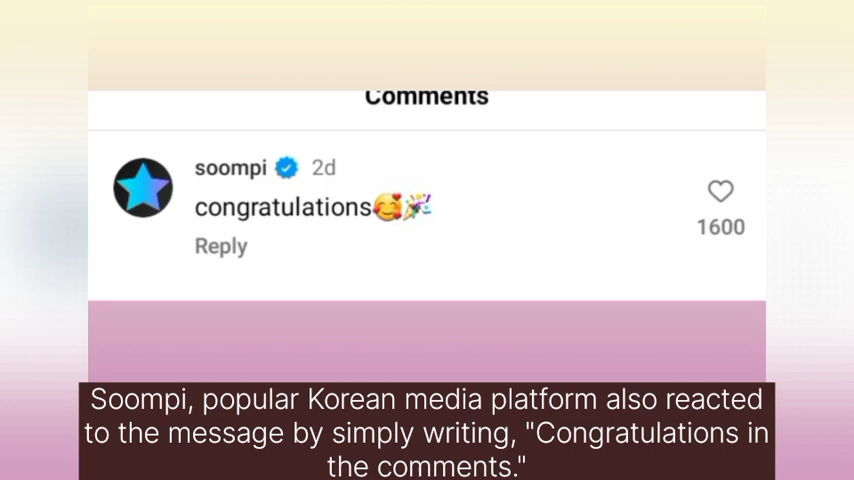 Comments
soompi 2d
congratulations🥰🎉
1600
Reply
Soompi, popular Korean media platform also reacted
to the message by simply writing, "Congratulations in
the comments."